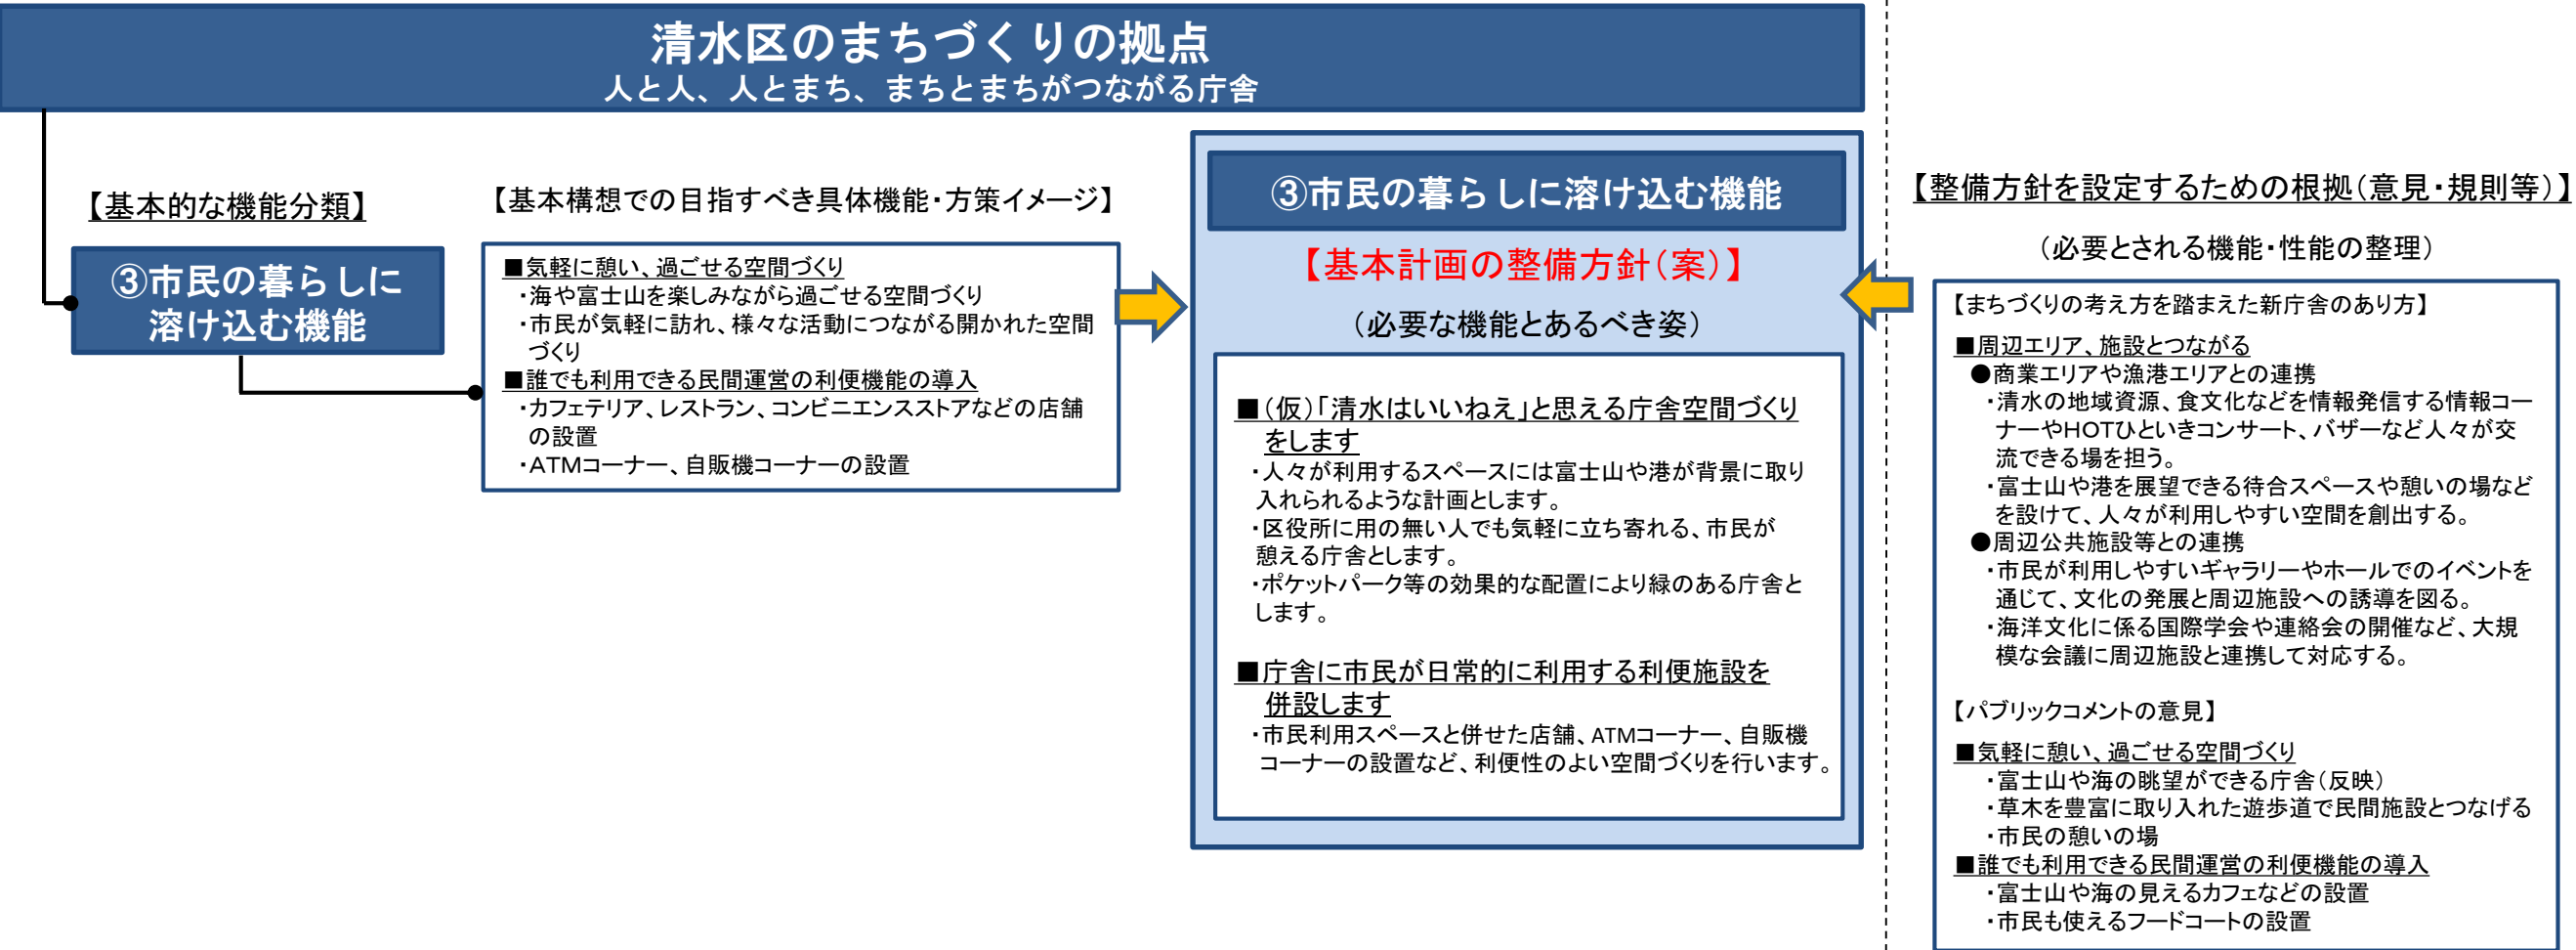 清水区のまちづくりの拠点
人と人、人とまち、まちとまちがつながる庁舎
【基本的な機能分類】
③市民の暮らしに
溶け込む機能
【基本構想での目指すべき具体機能・方策イメージ】
■気軽に憩い、過ごせる空間づくり
・海や富士山を楽しみながら過ごせる空間づくり
・市民が気軽に訪れ、様々な活動につながる開かれた空間
づくり
■誰でも利用できる民間運営の利便機能の導入
・カフェテリア、レストラン、コンビニエンスストアなどの店舗
の設置
・ATMコーナー、自販機コーナーの設置
③市民の暮らしに溶け込む機能
【基本計画の整備方針（案）】
（必要な機能とあるべき姿）
■（仮）「清水はいいねえ」と思える庁舎空間づくり
をします
・人々が利用するスペースには富士山や港が背景に取り
入れられるような計画とします。
・区役所に用の無い人でも気軽に立ち寄れる、市民が
憩える庁舎とします。
・ポケットパーク等の効果的な配置により緑のある庁舎と
します。
■庁舎に市民が日常的に利用する利便施設を
併設します
・市民利用スペースと併せた店舗、ATMコーナー、自販機
コーナーの設置など、利便性のよい空間づくりを行います。
【整備方針を設定するための根拠（意見・規則等）】
（必要とされる機能・性能の整理）
【まちづくりの考え方を踏まえた新庁舎のあり方】
■周辺エリア、施設とつながる
●商業エリアや漁港エリアとの連携
・清水の地域資源、食文化などを情報発信する情報コー
ナーやHOTひといきコンサート、バザーなど人々が交
流できる場を担う。
・富士山や港を展望できる待合スペースや憩いの場など
を設けて、人々が利用しやすい空間を創出する。
●周辺公共施設等との連携
・市民が利用しやすいギャラリーやホールでのイベントを
通じて、文化の発展と周辺施設への誘導を図る。
・海洋文化に係る国際学会や連絡会の開催など、大規
模な会議に周辺施設と連携して対応する。
【パブリックコメントの意見】
■気軽に憩い、過ごせる空間づくり
・富士山や海の眺望ができる庁舎（反映）
・草木を豊富に取り入れた遊歩道で民間施設とつなげる
・市民の憩いの場
■誰でも利用できる民間運営の利便機能の導入
・富士山や海の見えるカフェなどの設置
・市民も使えるフードコートの設置